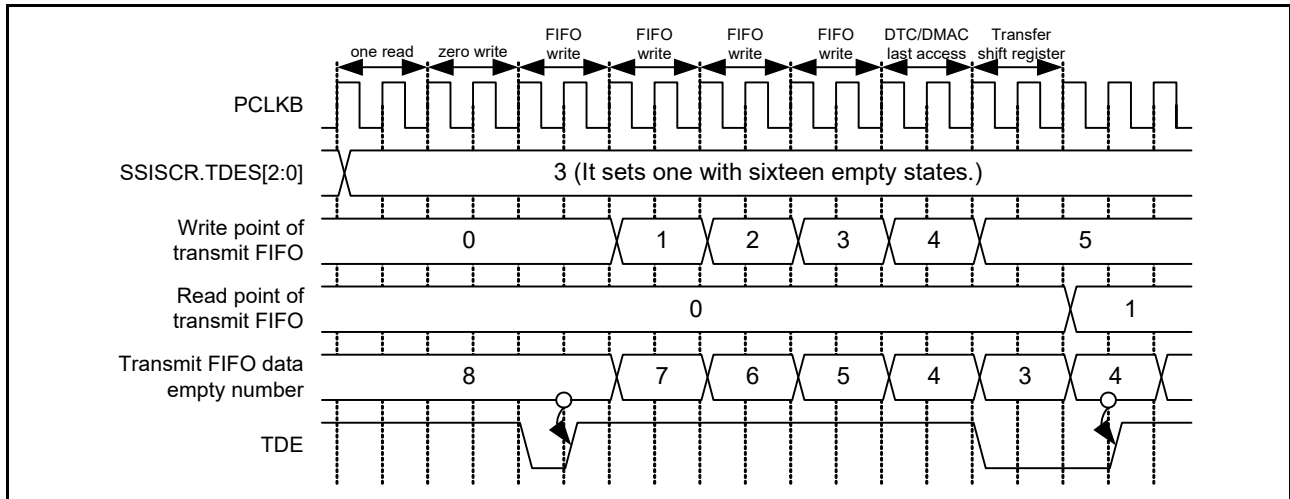 one read
zero write
FIFO
write
FIFO
write
FIFO
write
FIFO
write
DTC/DMAC
last access
Transfer
shift register
PCLKB
SSISCR.TDES[2:0]
3 (It sets one with sixteen empty states.)
Write point of
transmit FIFO
0 1 2 3 4 5
Read point of
transmit FIFO
0 1
Transmit FIFO data
empty number
8 7 6 5 4 3 4
TDE